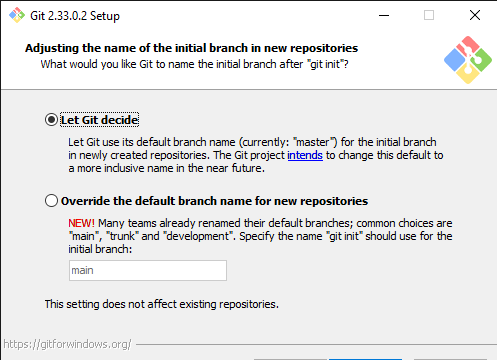 Git 2.33.0.2 Setup
Adjusting the name of the initial branch in new repositories
What would you like Git to name the initial branch after "git init"?
Let Git decide
Let Git use its default branch name (currently: "master") for the initial branch
in newly created repositories. The Git project intends to change this default to
a more inclusive name in the near future.
Override the default branch name for new repositories
NEW! Many teams already renamed their default branches; common choices are
"main", "trunk" and "development". Specify the name "git init" should use for the
initial branch:
main
This setting does not affect existing repositories.
https://gitforwindows.org/